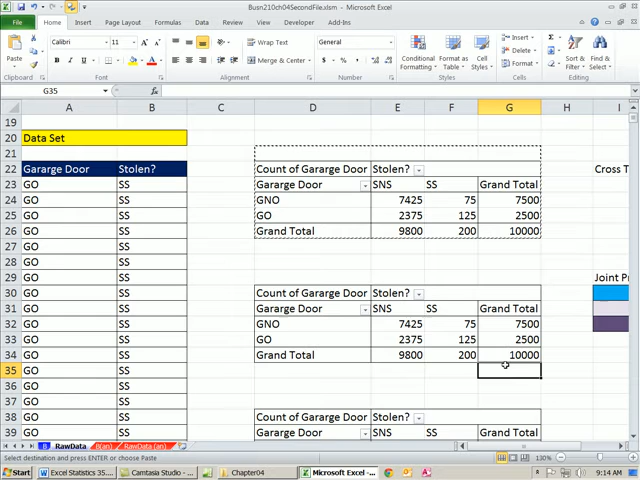 Busn210ch04SecondFile.xlsm - Microsoft Excel
File Home Insert Page Layout Formulas Data Review View Developer Add-Ins
Paste Calibri 11 Wrap Text General Conditional Formatting Format as Table Cell Styles Insert Sort & Filter Find & Select
B I U Merge & Center $ % , Delete
Format
Clipboard Font Alignment Number Styles Cells Editing
G35 fx
A B C D E F G H I
19
20 Data Set
21
22 Gararge Door Stolen? Count of Gararge Door Stolen? Cross T
23 GO SS Gararge Door SNS SS Grand Total
24 GO SS GNO 7425 75 7500
25 GO SS GO 2375 125 2500
26 GO SS Grand Total 9800 200 10000
27 GO SS
28 GO SS
29 GO SS Joint Pr
30 GO SS Count of Gararge Door Stolen?
31 GO SS Gararge Door SNS SS Grand Total
32 GO SS GNO 7425 75 7500
33 GO SS GO 2375 125 2500
34 GO SS Grand Total 9800 200 10000
35 GO SS
36 GO SS
37 GO SS
38 GO SS Count of Gararge Door Stolen?
39 GO SS Gararge Door SNS SS Grand Total
B RawData B(an) RawData (an)
Select destination and press ENTER or choose Paste 130%
Start Excel Statistics 35.... Camtasia Studio - ... Chapter04 Microsoft Excel -... 9:14 AM